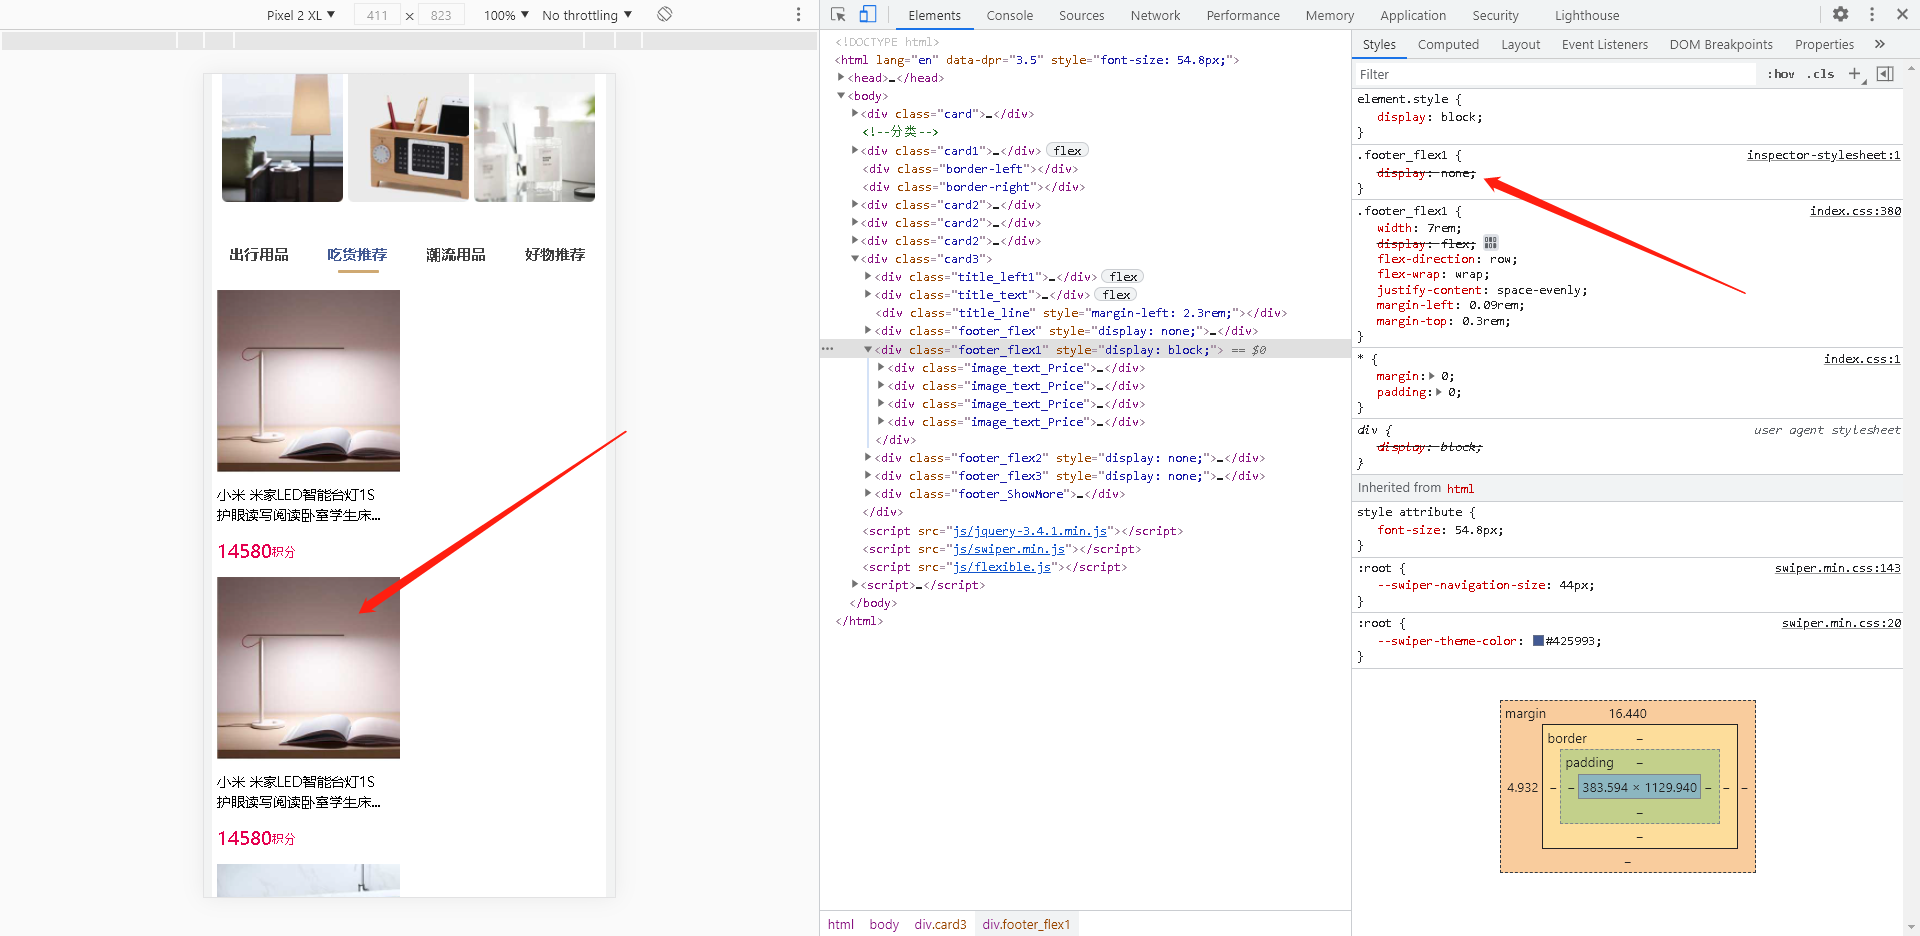 Pixel 2 XL ▼ 411 × 823 100% ▼ No throttling ▼
Elements Console Sources Network Performance Memory Application Security Lighthouse
出行用品 吃货推荐 潮流用品 好物推荐
小米 米家LED智能台灯1S
护眼读写阅读卧室学生床...
14580积分
小米 米家LED智能台灯1S
护眼读写阅读卧室学生床...
14580积分
<!DOCTYPE html>
<html lang="en" data-dpr="3.5" style="font-size: 54.8px;">
▶<head>…</head>
▼<body>
▶<div class="card">…</div>
<!--分类-->
▶<div class="card1">…</div> flex
<div class="border-left"></div>
<div class="border-right"></div>
▶<div class="card2">…</div>
▶<div class="card2">…</div>
▶<div class="card2">…</div>
▼<div class="card3">
▶<div class="title_left1">…</div> flex
▶<div class="title_text">…</div> flex
<div class="title_line" style="margin-left: 2.3rem;"></div>
▶<div class="footer_flex" style="display: none;">…</div>
… ▼<div class="footer_flex1" style="display: block;"> == $0
▶<div class="image_text_Price">…</div>
▶<div class="image_text_Price">…</div>
▶<div class="image_text_Price">…</div>
▶<div class="image_text_Price">…</div>
</div>
▶<div class="footer_flex2" style="display: none;">…</div>
▶<div class="footer_flex3" style="display: none;">…</div>
▶<div class="footer_ShowMore">…</div>
</div>
<script src="js/jquery-3.4.1.min.js"></script>
<script src="js/swiper.min.js"></script>
<script src="js/flexible.js"></script>
▶<script>…</script>
</body>
</html>
html body div.card3 div.footer_flex1
Styles Computed Layout Event Listeners DOM Breakpoints Properties »
Filter :hov .cls +
element.style {
display: block;
}
.footer_flex1 { inspector-stylesheet:1
display: none;
}
.footer_flex1 { index.css:380
width: 7rem;
display: flex;
flex-direction: row;
flex-wrap: wrap;
justify-content: space-evenly;
margin-left: 0.09rem;
margin-top: 0.3rem;
}
* { index.css:1
margin:▶ 0;
padding:▶ 0;
}
div { user agent stylesheet
display: block;
}
Inherited from html
style attribute {
font-size: 54.8px;
}
:root { swiper.min.css:143
--swiper-navigation-size: 44px;
}
:root { swiper.min.css:20
--swiper-theme-color: #425993;
}
margin 16.440
border –
padding –
4.932 – – 383.594 × 1129.940 – – –
–
–
–